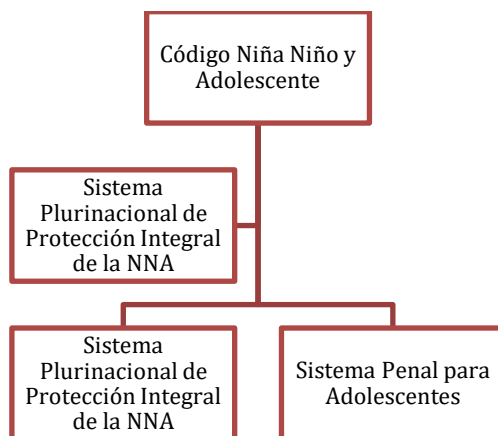 Código Niña Niño y
Adolescente
Sistema
Plurinacional de
Protección Integral
de la NNA
Sistema
Plurinacional de
Protección Integral
de la NNA
Sistema Penal para
Adolescentes